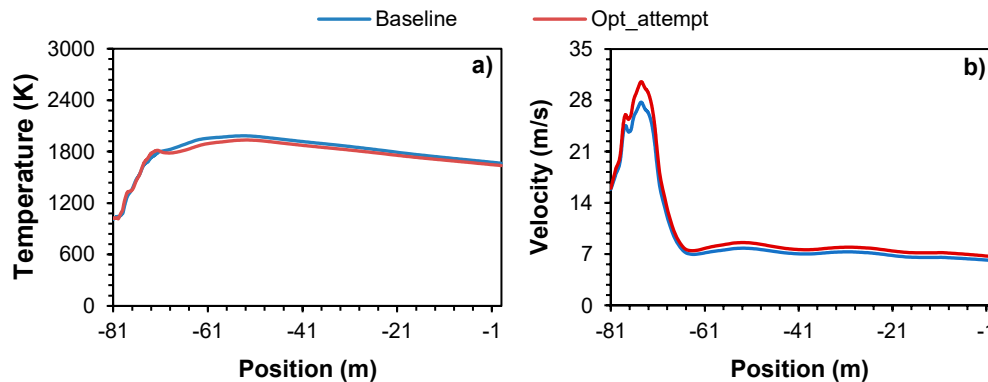 Baseline Opt_attempt
a)
Temperature (K)
3000
2400
1800
1200
600
0
-81 -61 -41 -21 -1
Position (m)
b)
Velocity (m/s)
35
28
21
14
7
0
-81 -61 -41 -21 -1
Position (m)